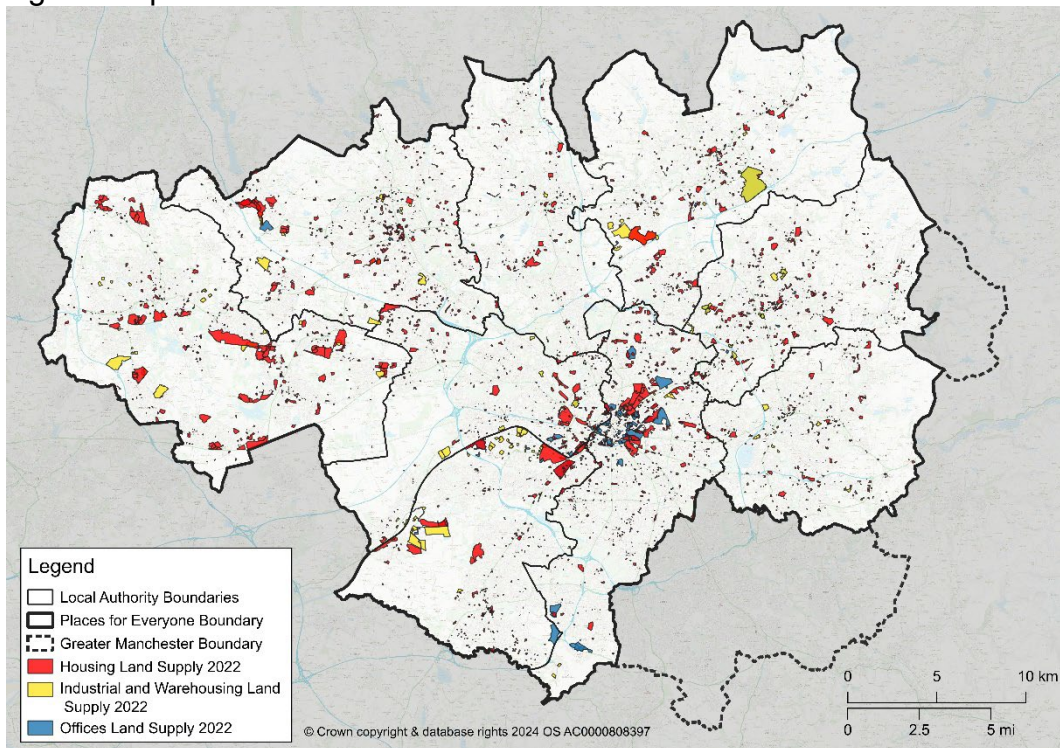 Legend
Local Authority Boundaries
Places for Everyone Boundary
Greater Manchester Boundary
Housing Land Supply 2022
Industrial and Warehousing Land
Supply 2022
Offices Land Supply 2022
© Crown copyright & database rights 2024 OS AC0000808397
0 5 10 km
0 2.5 5 mi